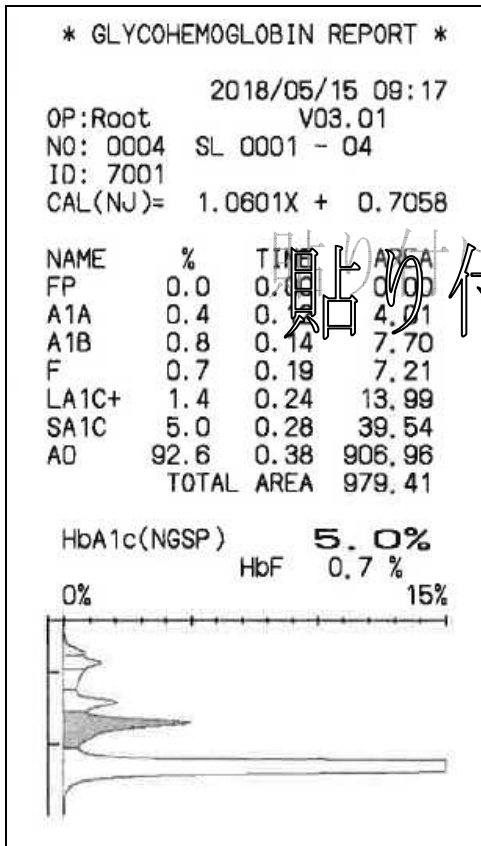 * GLYCOHEMOGLOBIN REPORT *
2018/05/15 09:17
OP:Root V03.01
NO: 0004 SL 0001 - 04
ID: 7001
CAL(NJ)= 1.0601X + 0.7058
NAME %
貼り付
FP 0.0
A1A 0.4
A1B 0.8 0.14 7.70
F 0.7 0.19 7.21
LA1C+ 1.4 0.24 13.99
SA1C 5.0 0.28 39.54
A0 92.6 0.38 906.96
TOTAL AREA 979.41
HbA1c(NGSP) 5.0%
HbF 0.7 %
0% 15%